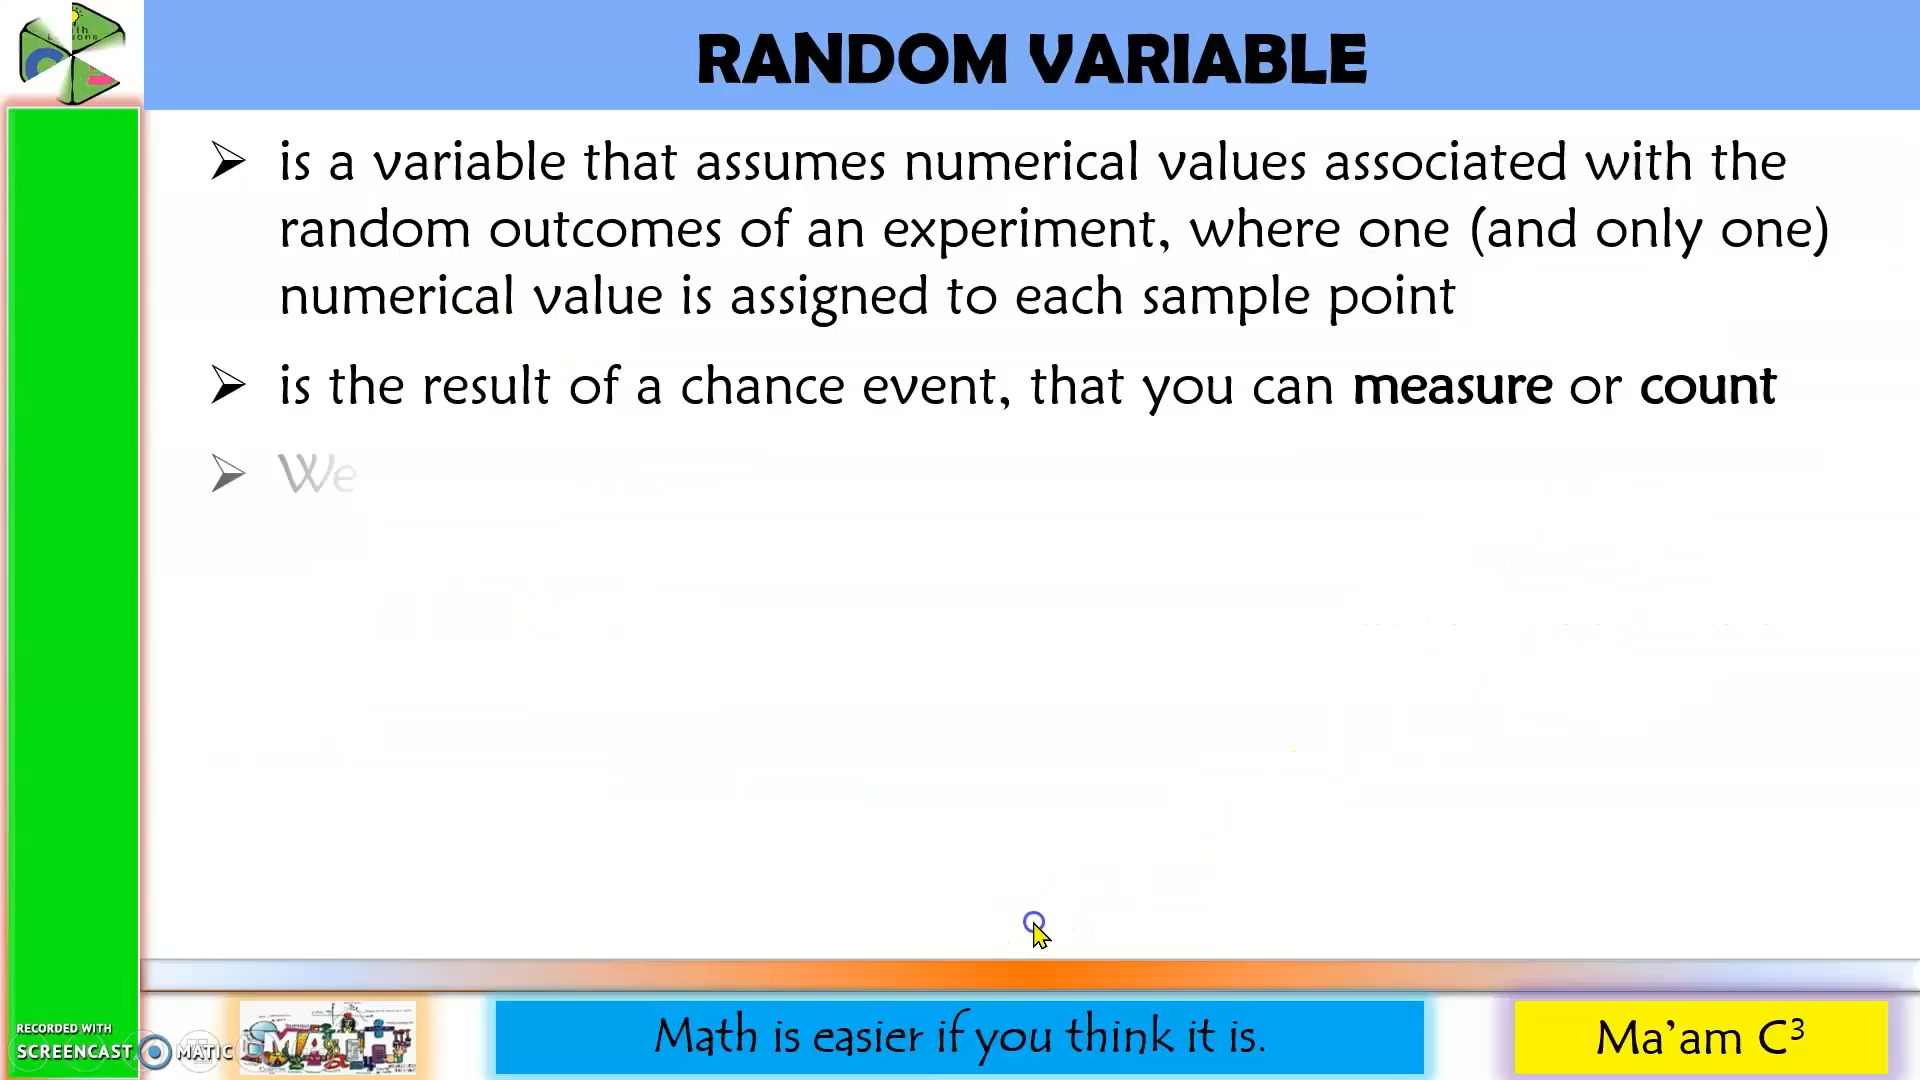 RANDOM VARIABLE
➢ is a variable that assumes numerical values associated with the
random outcomes of an experiment, where one (and only one)
numerical value is assigned to each sample point
➢ is the result of a chance event, that you can measure or count
➢ We
RECORDED WITH
SCREENCAST MATIC
MATH
Math is easier if you think it is.
Ma'am C³